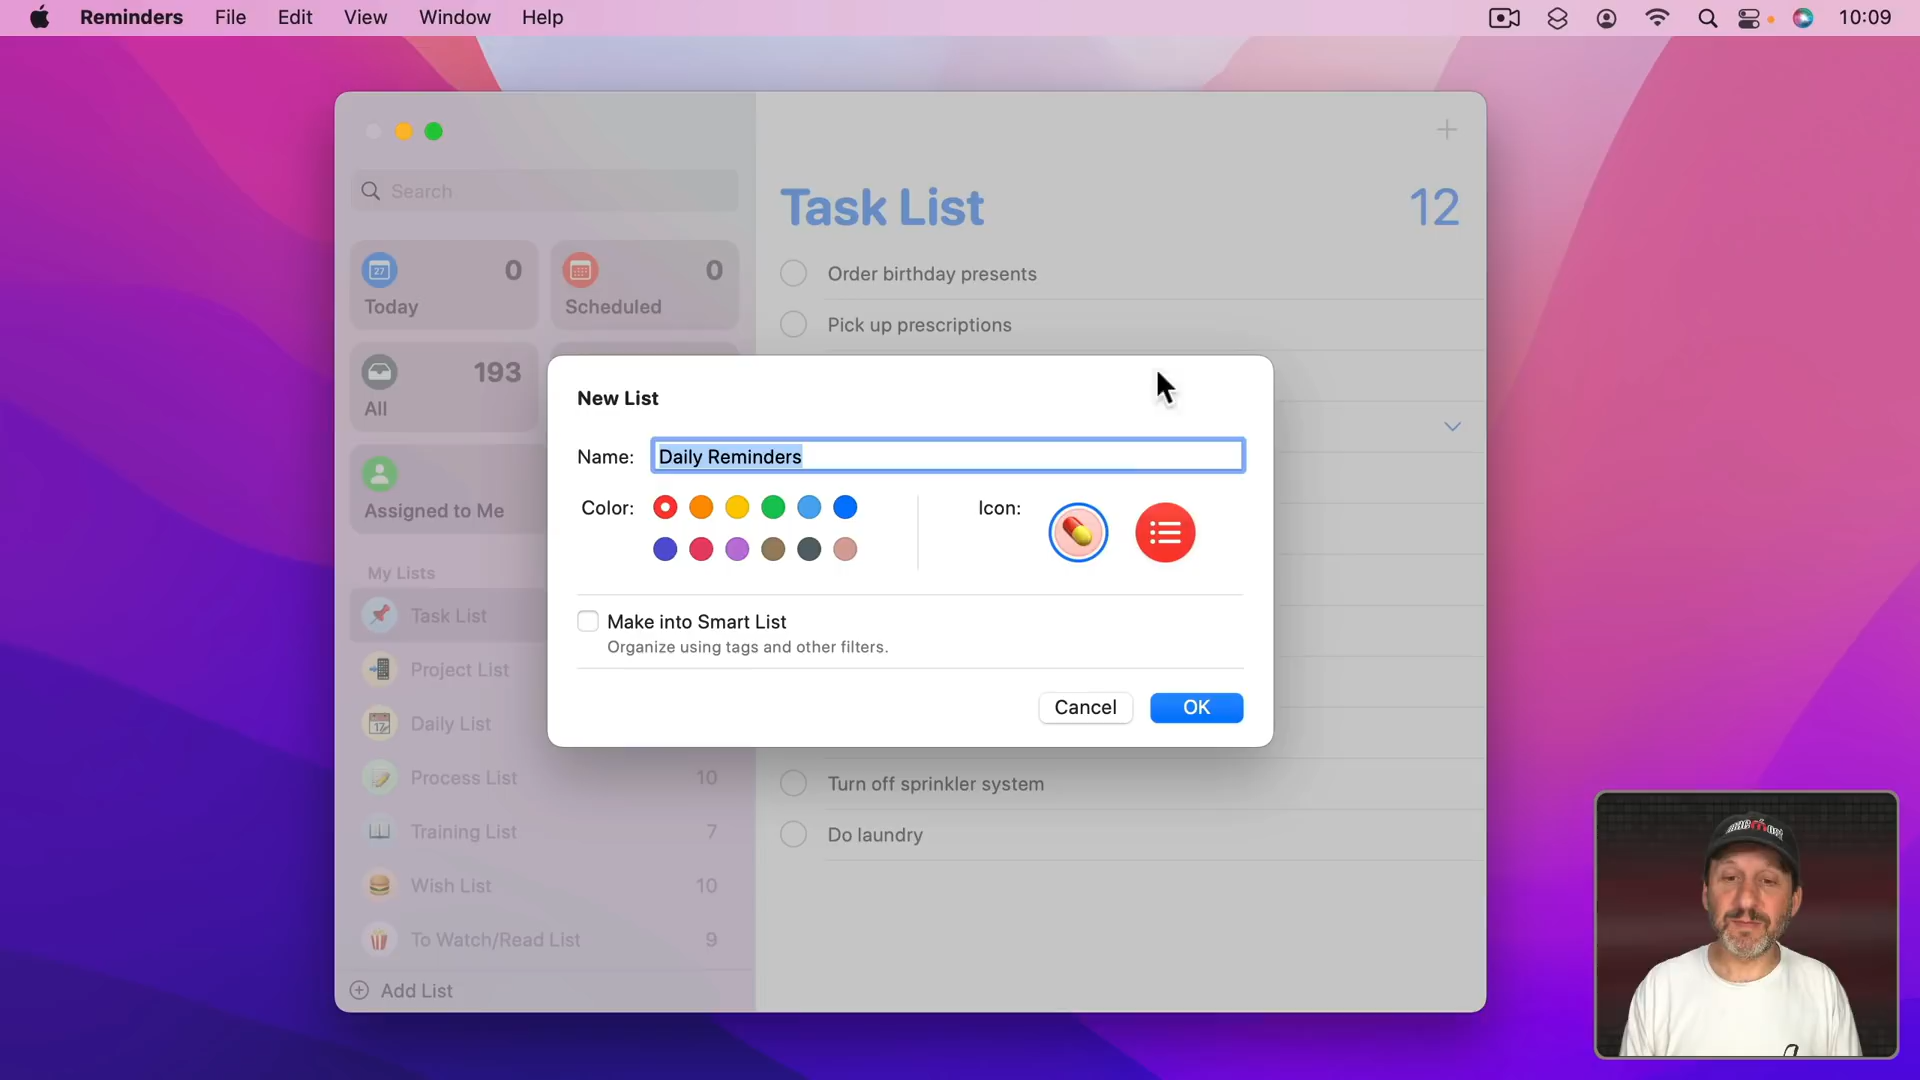 Reminders File Edit View Window Help 10:09
Search
Task List 12
27 0
Today
0
Scheduled
193
All
Assigned to Me
My Lists
Task List
Project List
17 Daily List
Process List 10
Training List 7
Wish List 10
To Watch/Read List 9
Add List
Order birthday presents
Pick up prescriptions
New List
Name: Daily Reminders
Color:
Icon:
Make into Smart List
Organize using tags and other filters.
Cancel OK
Turn off sprinkler system
Do laundry